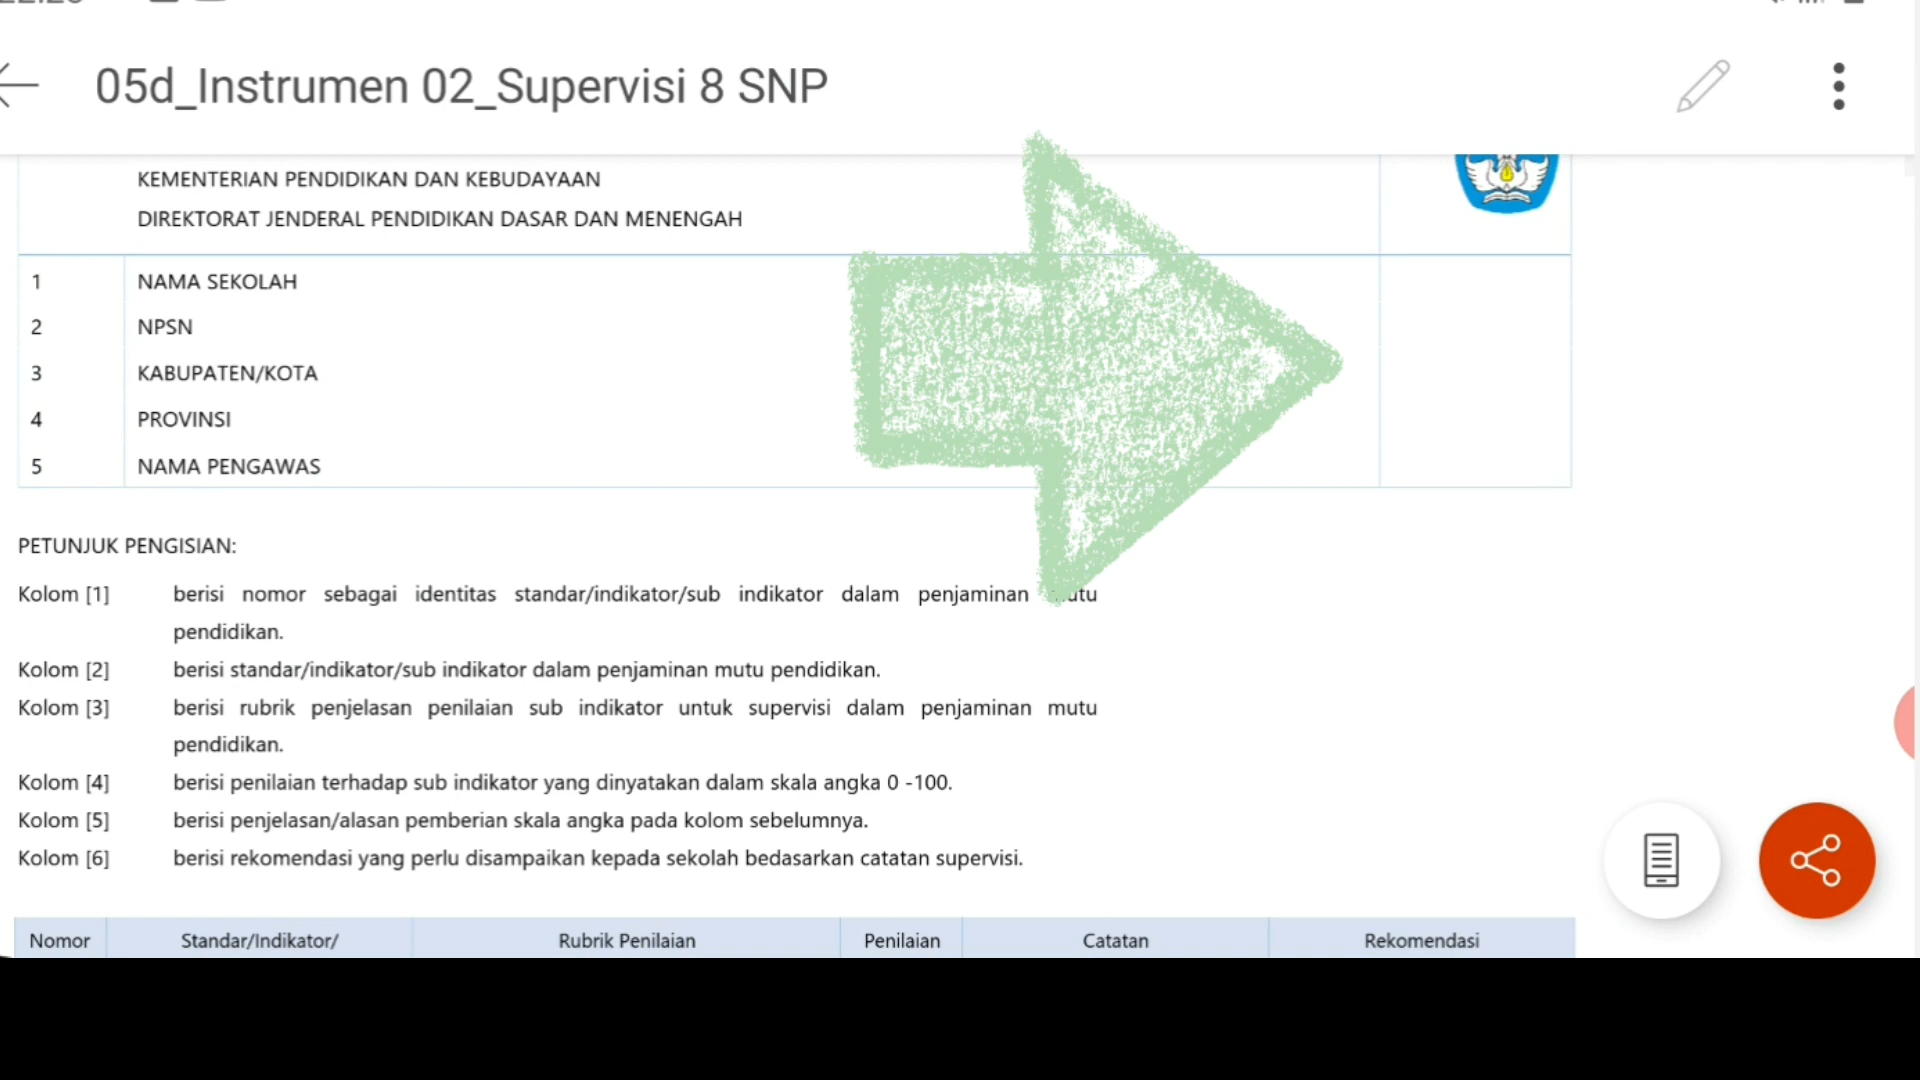 05d_Instrumen 02_Supervisi 8 SNP
KEMENTERIAN PENDIDIKAN DAN KEBUDAYAAN
DIREKTORAT JENDERAL PENDIDIKAN DASAR DAN MENENGAH
1 NAMA SEKOLAH
2 NPSN
3 KABUPATEN/KOTA
4 PROVINSI
5 NAMA PENGAWAS
PETUNJUK PENGISIAN:
Kolom [1] berisi nomor sebagai identitas standar/indikator/sub indikator dalam penjaminan mutu
pendidikan.
Kolom [2] berisi standar/indikator/sub indikator dalam penjaminan mutu pendidikan.
Kolom [3] berisi rubrik penjelasan penilaian sub indikator untuk supervisi dalam penjaminan mutu
pendidikan.
Kolom [4] berisi penilaian terhadap sub indikator yang dinyatakan dalam skala angka 0 -100.
Kolom [5] berisi penjelasan/alasan pemberian skala angka pada kolom sebelumnya.
Kolom [6] berisi rekomendasi yang perlu disampaikan kepada sekolah bedasarkan catatan supervisi.
Nomor Standar/Indikator/ Rubrik Penilaian Penilaian Catatan Rekomendasi